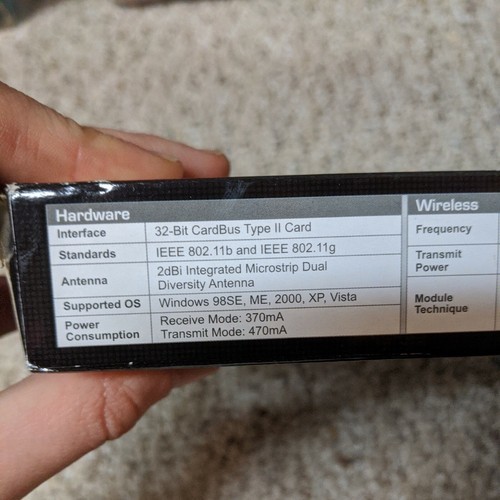 Hardware
Interface 32-Bit CardBus Type II Card
Standards IEEE 802.11b and IEEE 802.11g
Antenna 2dBi Integrated Microstrip Dual
Diversity Antenna
Supported OS Windows 98SE, ME, 2000, XP, Vista
Power
Consumption
Receive Mode: 370mA
Transmit Mode: 470mA
Wireless
Frequency
Transmit
Power
Module
Technique